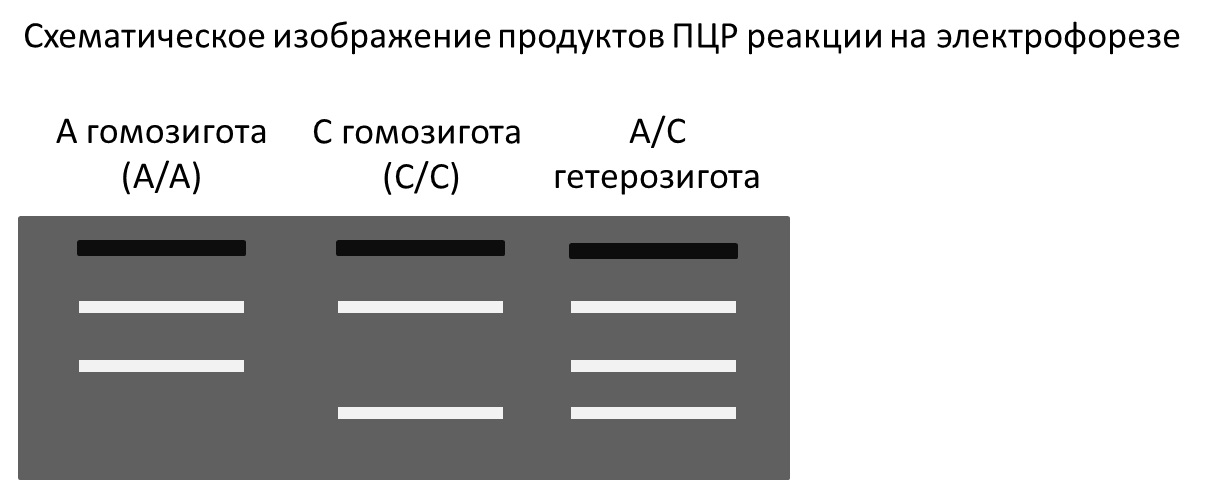 Схематическое изображение продуктов ПЦР реакции на электрофорезе
А гомозигота
(А/А)
С гомозигота
(С/С)
А/С
гетерозигота